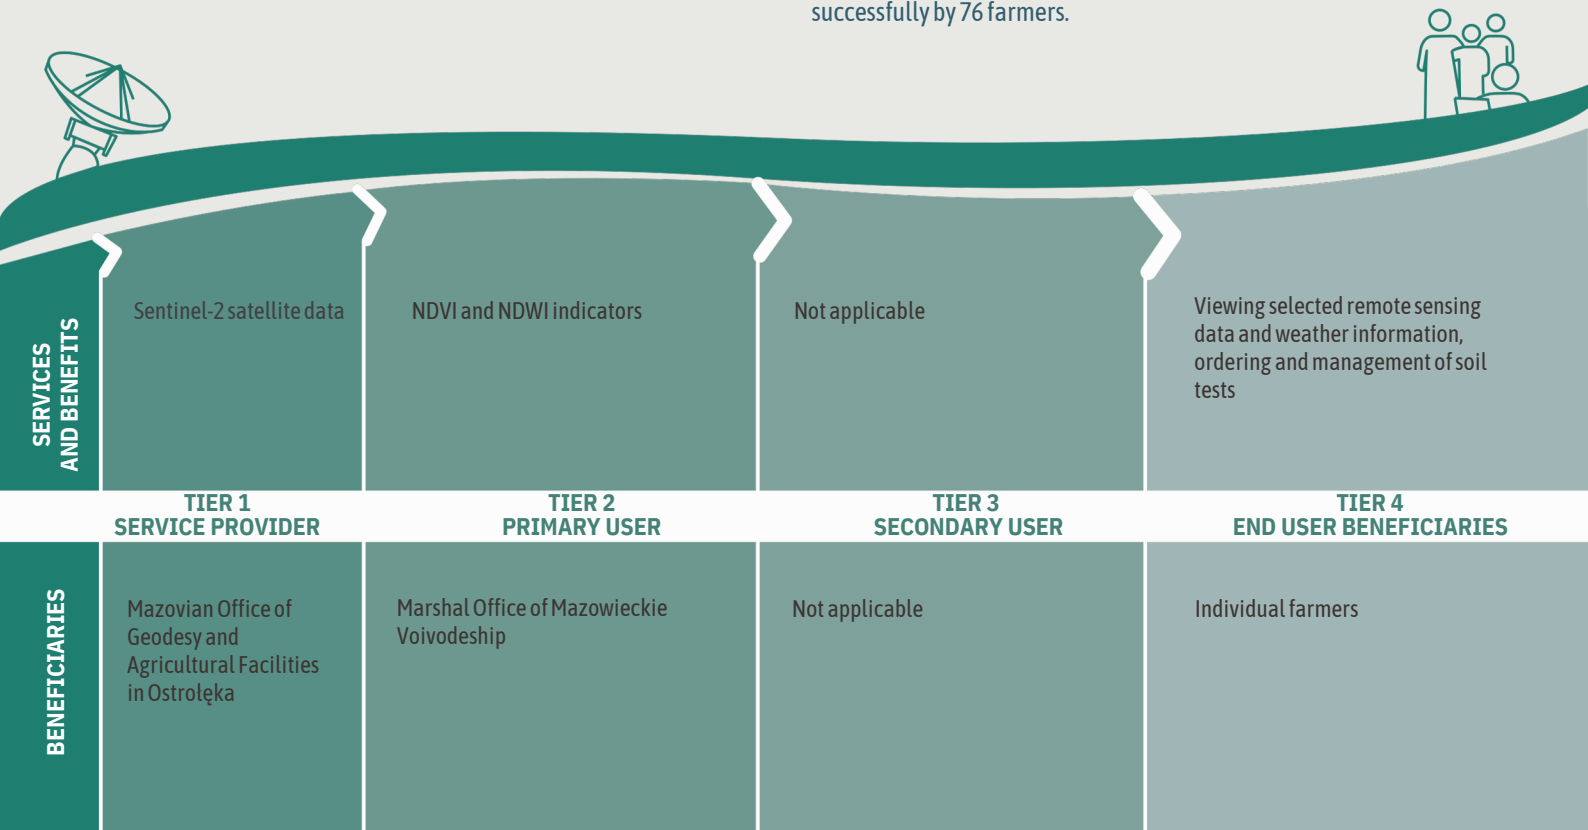 successfully by 76 farmers.
SERVICES
AND BENEFITS
Sentinel-2 satellite data
NDVI and NDWI indicators
Not applicable
Viewing selected remote sensing
data and weather information,
ordering and management of soil
tests
TIER 1
SERVICE PROVIDER
TIER 2
PRIMARY USER
TIER 3
SECONDARY USER
TIER 4
END USER BENEFICIARIES
BENEFICIARIES
Mazovian Office of
Geodesy and
Agricultural Facilities
in Ostrołęka
Marshal Office of Mazowieckie
Voivodeship
Not applicable
Individual farmers